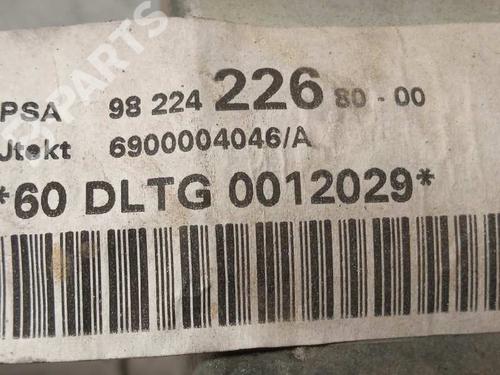 PSA 98 224 226 80 - 00
Jtekt 6900004046/A
*60 DLTG 0012029*